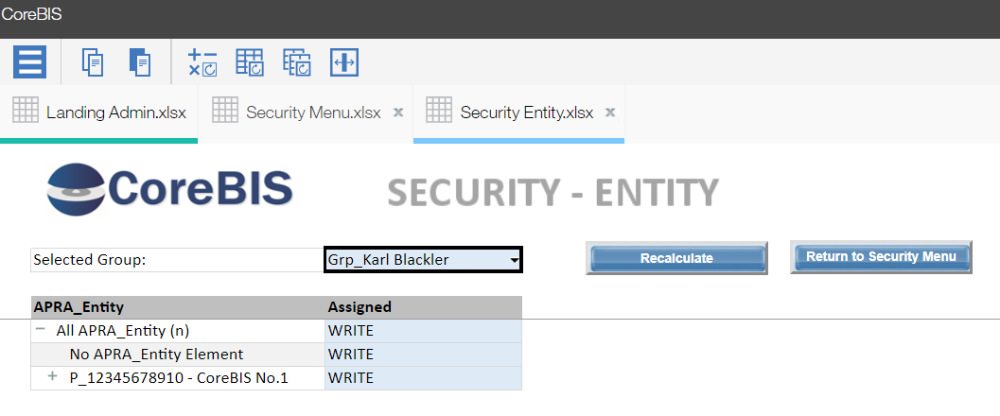 CoreBIS
Landing Admin.xlsx Security Menu.xlsx x Security Entity.xlsx x
CoreBIS SECURITY - ENTITY
Selected Group: Grp_Karl Blackler Recalculate Return to Security Menu
APRA_Entity Assigned
All APRA_Entity (n) WRITE
No APRA_Entity Element WRITE
P_12345678910 - CoreBIS No.1 WRITE